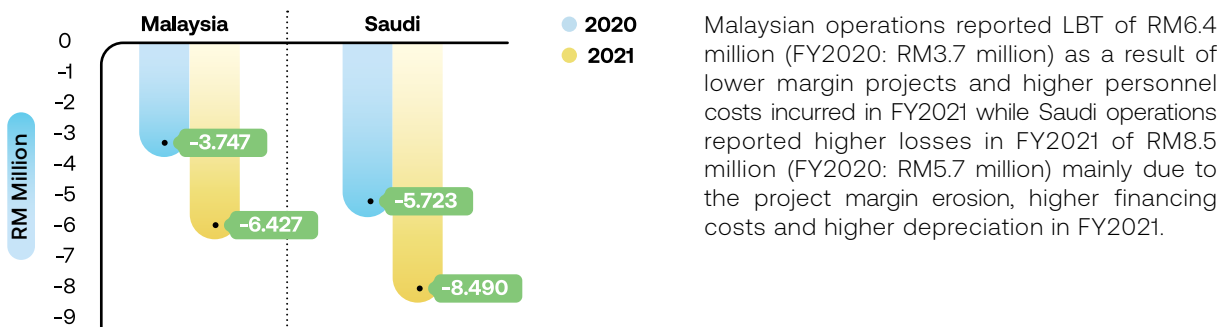 Malaysia
Saudi
2020
2021
RM Million
0
-1
-2
-3
-4
-5
-6
-7
-8
-9
-3.747
-6.427
-5.723
-8.490
Malaysian operations reported LBT of RM6.4
million (FY2020: RM3.7 million) as a result of
lower margin projects and higher personnel
costs incurred in FY2021 while Saudi operations
reported higher losses in FY2021 of RM8.5
million (FY2020: RM5.7 million) mainly due to
the project margin erosion, higher financing
costs and higher depreciation in FY2021.